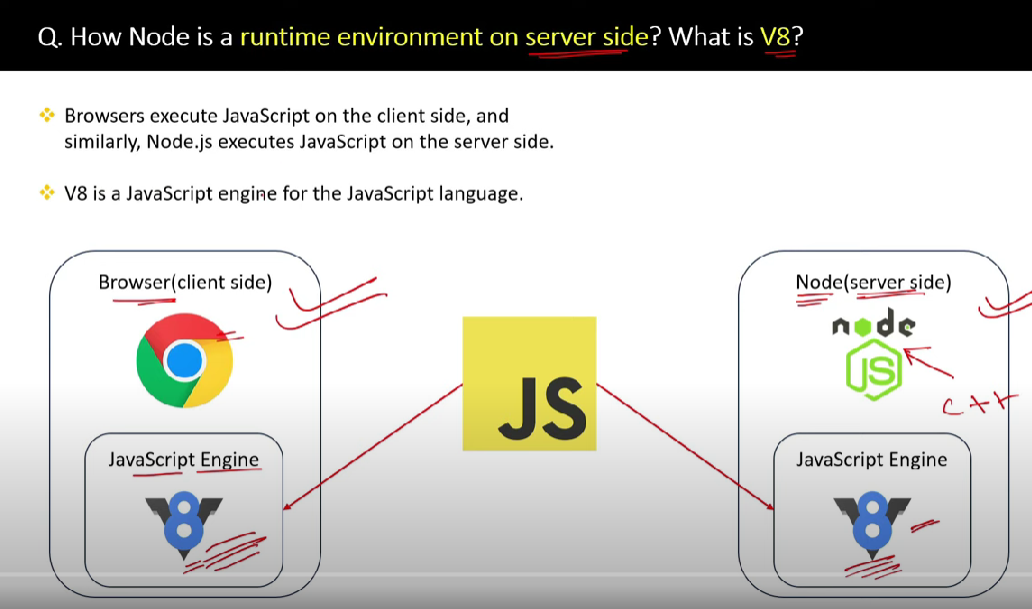 Q. How Node is a runtime environment on server side? What is V8?
Browsers execute JavaScript on the client side, and
similarly, Node.js executes JavaScript on the server side.
V8 is a JavaScript engine for the JavaScript language.
Browser(client side)
Node(server side)
node
JS
C++
JS
JavaScript Engine
JavaScript Engine
V8
V8